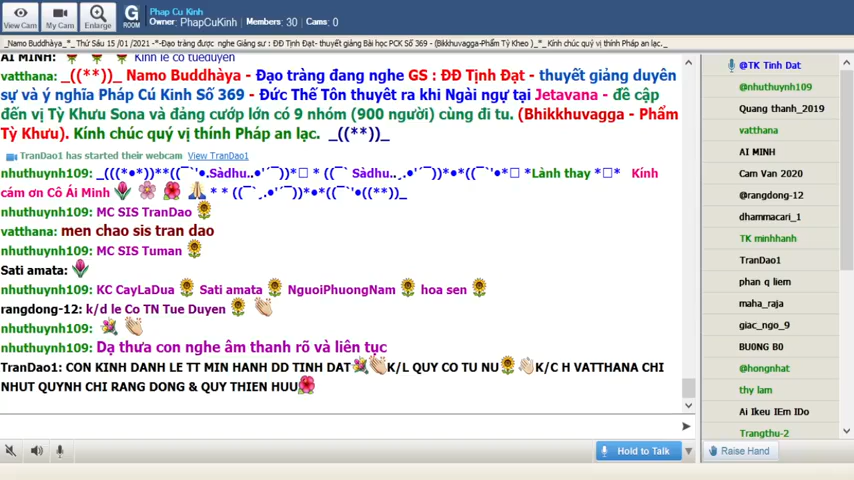 View Cam
My Cam
Enlarge
G
ROOM
Phap Cu Kinh
Owner: PhapCuKinh Members: 30 Cams: 0
_Namo Buddhàya_*_ Thứ Sáu 15 /01 /2021 -*-Đạo tràng được nghe Giảng sư : ĐĐ Tịnh Đạt- thuyết giảng Bài học PCK Số 369 - (Bikkhuvagga-Phẩm Tỳ Kheo )_*_ Kính chúc quý vị thính Pháp an lạc._
AI MINH: Kính lễ cô tuệduyên
vatthana: _((**))_ Namo Buddhàya - Đạo tràng đang nghe GS : ĐĐ Tịnh Đạt - thuyết giảng duyên
sự và ý nghĩa Pháp Cú Kinh Số 369 - Đức Thế Tôn thuyết ra khi Ngài ngự tại Jetavana - đề cập
đến vị Tỳ Khưu Sona và đảng cướp lớn có 9 nhóm (900 người) cùng đi tu. (Bhikkhuvagga - Phẩm
Tỳ Khưu). Kính chúc quý vị thính Pháp an lạc. _((**))_
TranDao1 has started their webcam View TranDao1
nhuthuynh109: _(((*•*))**((¯`'•.Sàdhu..•'´¯))*•* ((¯` Sàdhu..¸.•'´¯))*•*((¯`'•.*• *Lành thay *•* Kính
cám ơn Cô Ái Minh * * ((¯`¸.•'´¯))*•*((¯`'•((**))_
nhuthuynh109: MC SIS TranDao
vatthana: men chao sis tran dao
nhuthuynh109: MC SIS Tuman
Sati amata:
nhuthuynh109: KC CayLaDua Sati amata NguoiPhuongNam hoa sen
rangdong-12: k/d le Co TN Tue Duyen
nhuthuynh109:
nhuthuynh109: Dạ thưa con nghe âm thanh rõ và liên tục
TranDao1: CON KINH DANH LE TT MIN HANH DD TINH DAT K/L QUY CO TU NU K/C H VATTHANA CHI
NHUT QUYNH CHI RANG DONG & QUY THIEN HUU
Hold to Talk
@TK Tinh Dat
@nhuthuynh109
Quang thanh_2019
vatthana
AI MINH
Cam Van 2020
@rangdong-12
dhammacari_1
TK minhhanh
TranDao1
phan q liem
maha_raja
giac_ngo_9
BU0NG B0
@hongnhat
thy lam
Ai Ikeu IEm IDo
Trangthu-2
Raise Hand